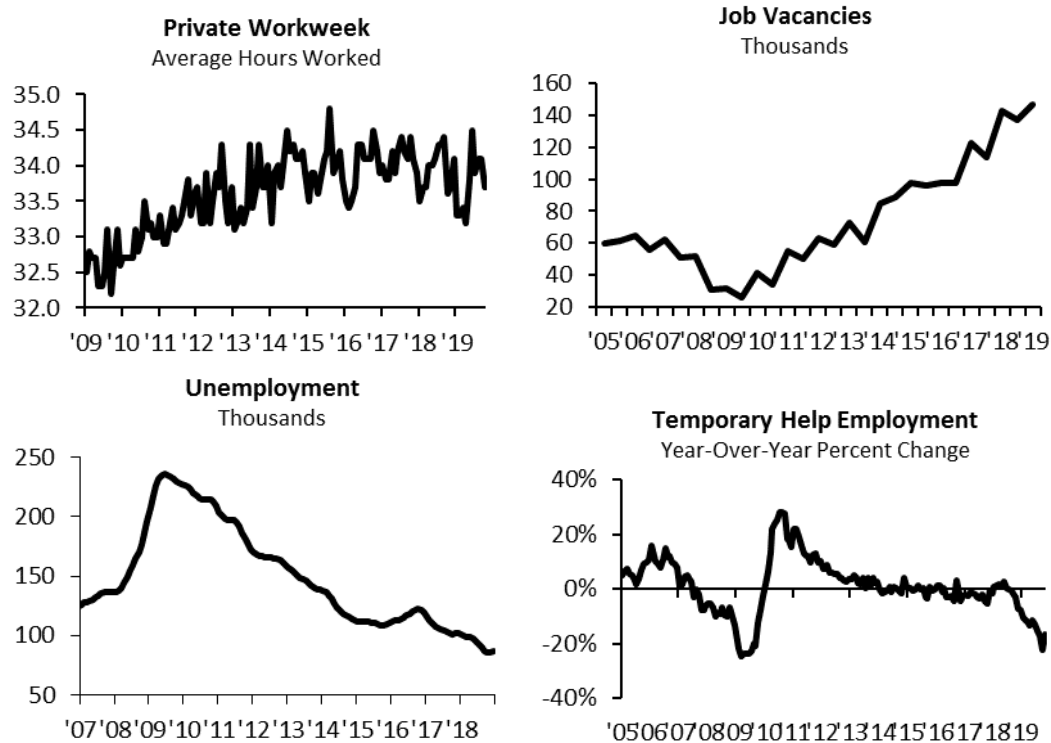 Private Workweek
Average Hours Worked
35.0
34.5
34.0
33.5
33.0
32.5
32.0
'09 '10 '11 '12 '13 '14 '15 '16 '17 '18 '19
Job Vacancies
Thousands
160
140
120
100
80
60
40
20
'05'06'07'08'09 '10 '11 '12 '13'14'15'16'17'18 '19
Unemployment
Thousands
250
200
150
100
50
'07'08 '09 '10 '11 '12 '13 '14 '15 '16 '17 '18
Temporary Help Employment
Year-Over-Year Percent Change
40%
20%
0%
-20%
-40%
'05'06'07'08'09'10 '11 '12 '13 '14'15'16'17'18'19